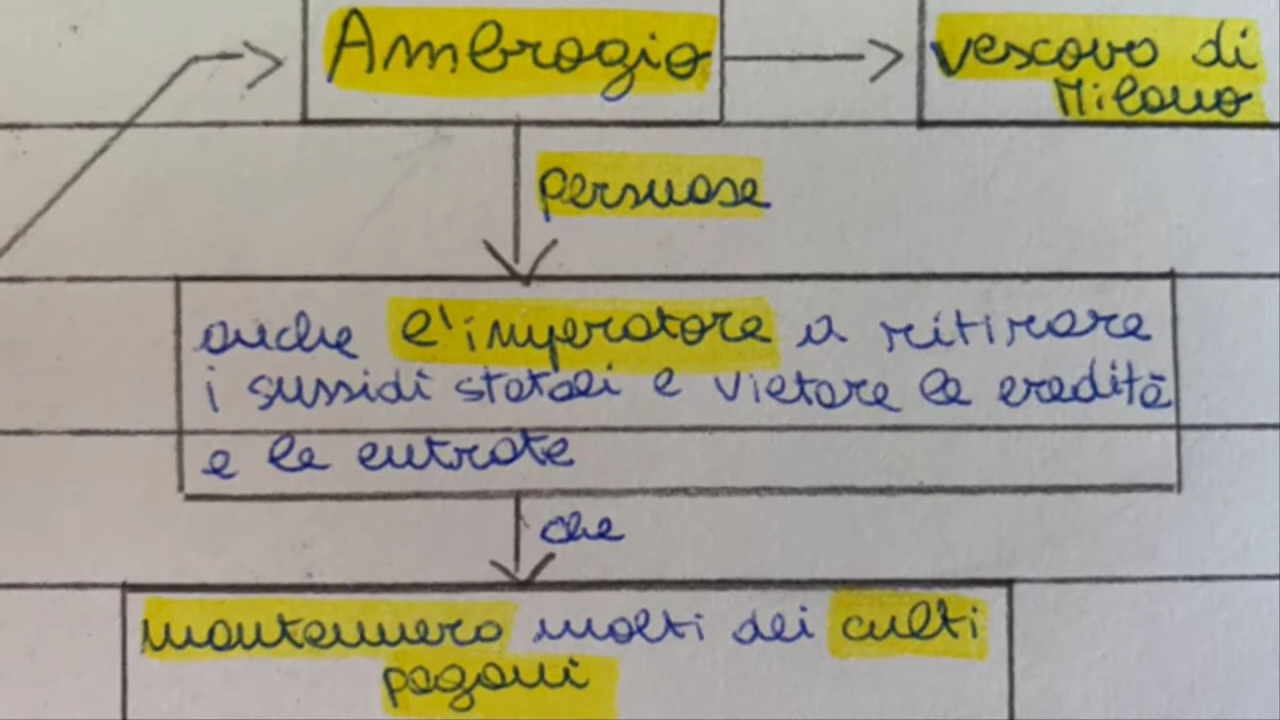 Ambrogio
vescovo di
Milano
persuase
anche l'imperatore a ritirare
i sussidi statali e vietare le eredità
e le entrate
che
mantennero molti dei culti
pagani